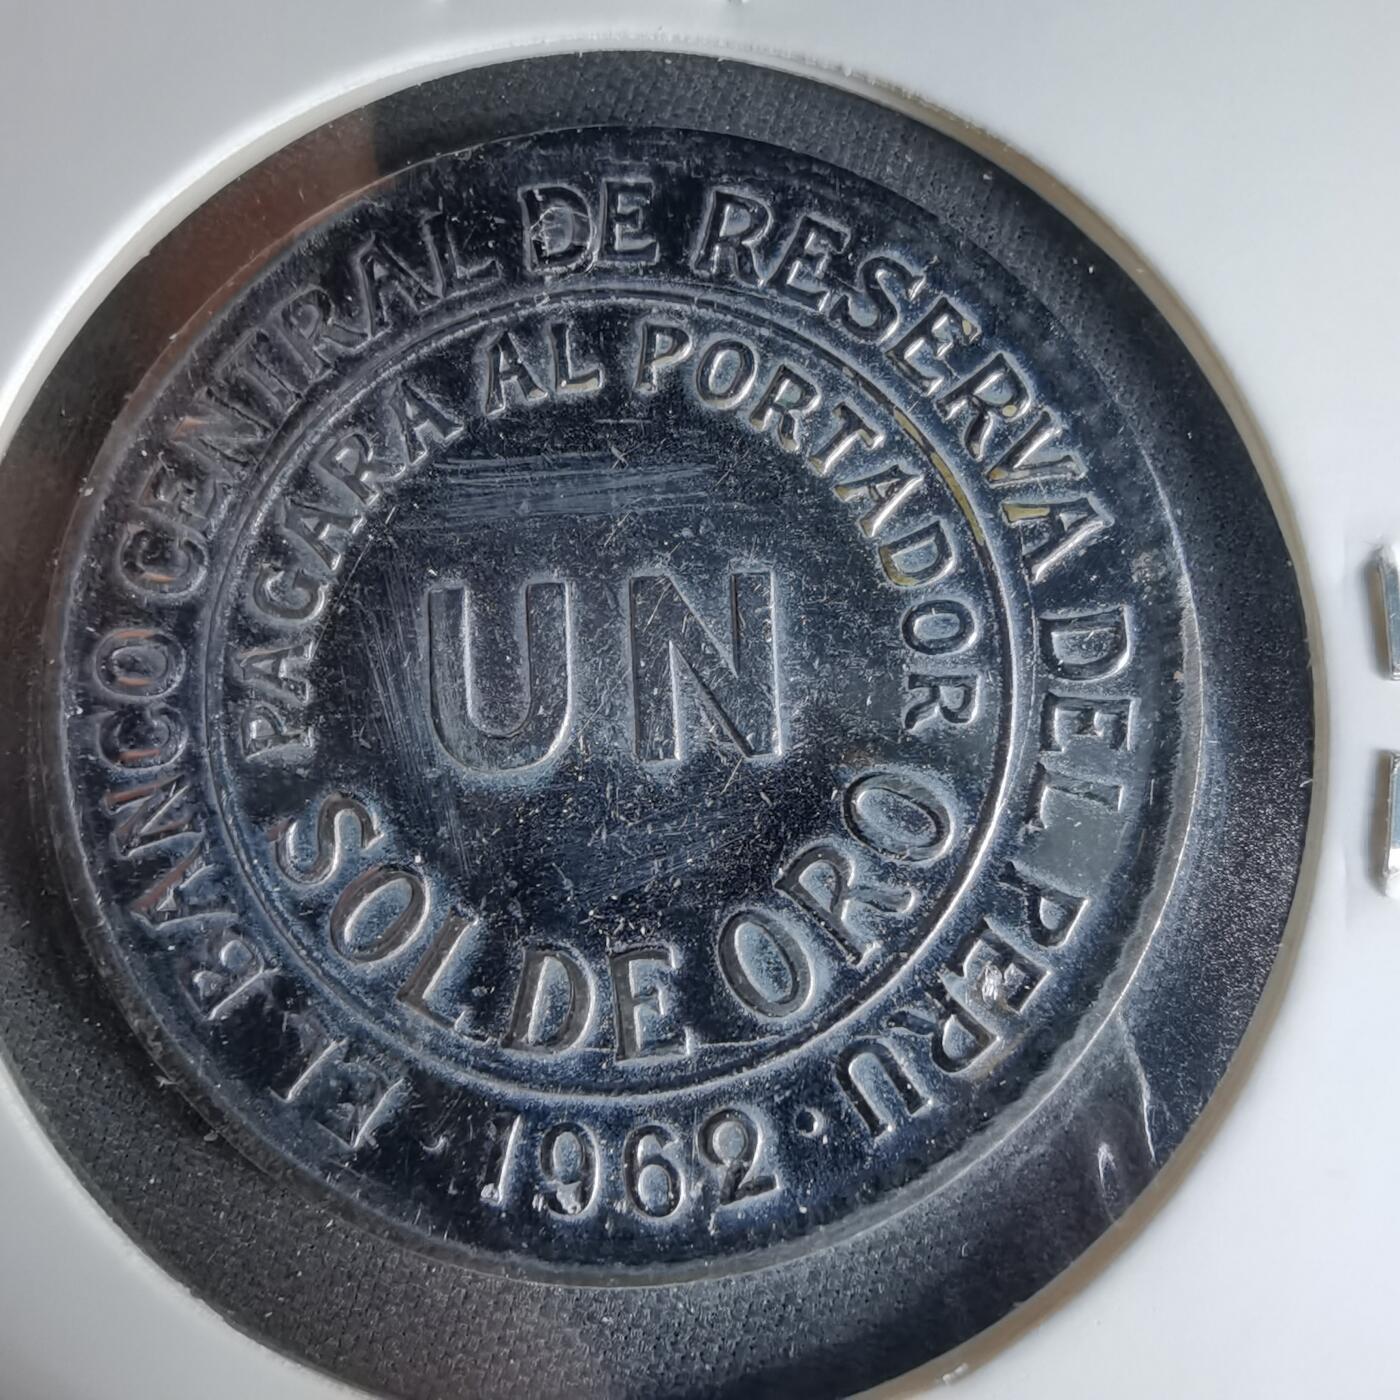 EL BANCO CENTRAL DE RESERVA DEL PERU
PAGARA AL PORTADOR
UN
SOL DE ORO
· 1962 ·